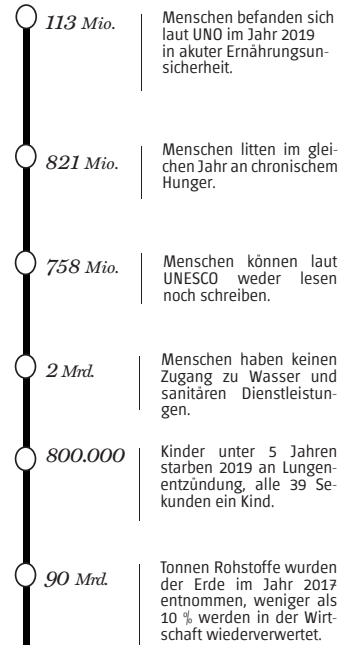 113 Mio.
Menschen befanden sich
laut UNO im Jahr 2019
in akuter Ernährungsun-
sicherheit.
821 Mio.
Menschen litten im glei-
chen Jahr an chronischem
Hunger.
758 Mio.
Menschen können laut
UNESCO weder lesen
noch schreiben.
2 Mrd.
Menschen haben keinen
Zugang zu Wasser und
sanitären Dienstleistun-
gen.
800.000
Kinder unter 5 Jahren
starben 2019 an Lungen-
entzündung, alle 39 Se-
kunden ein Kind.
90 Mrd.
Tonnen Rohstoffe wurden
der Erde im Jahr 2017
entnommen, weniger als
10 % werden in der Wirt-
schaft wiederverwertet.